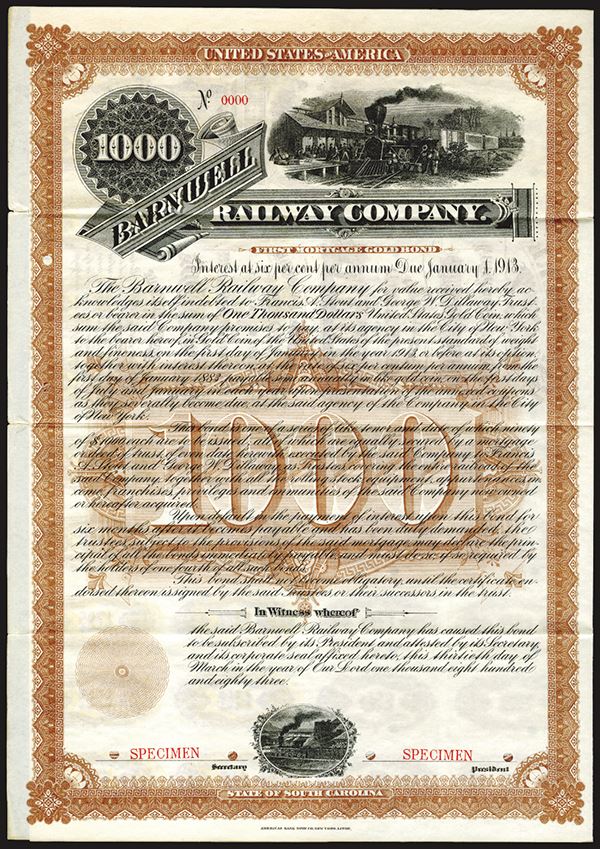 UNITED STATES OF AMERICA
No 0000
1000
BARNWELL
RAILWAY COMPANY.
FIRST MORTGAGE GOLD BOND
Interest at six per cent per annum Due January 1, 1913.
The Barnwell Railway Company for value received hereby ac-
knowledges itself indebted to Francis A. Stout and George W. Dillaway, Trust-
ees or bearer in the sum of One Thousand Dollars United States Gold Coin, which
sum the said Company promises to pay, at its agency in the City of New York
to the bearer hereof, in Gold Coin of the United States of the present standard of weight
and fineness, on the first day of January in the year 1913, or before at its option,
together with interest thereon, at the rate of six per centum per annum, from the
first day of January 1883, payable semi-annually in the gold coin, on the first days
of July and January in each year upon presentation of the annexed coupons
as they severally become due at the said agency of the Company, in the City
of New York.
This bond is one of a series of like tenor and date of which ninety
of $1000 each are to be issued, all of which are equally secured by a mortgage
or deed of trust, of even date herewith, executed by the said Company, to Francis
A. Stout, and George W. Dillaway, as Trustees, covering the entire railroad of the
said Company, together with all its rolling stock, equipment, appurtenances, in-
come, franchises, privileges and immunities of the said Company now owned
or hereafter acquired.
Upon default in the payment of interest upon this bond for
six months after it becomes payable and has been duly demanded, the
trustees, subject to the provisions of the said mortgage, may declare the prin-
cipal of all the bonds immediately payable, and must do so, if so required by
the holders of one fourth of all such bonds.
This bond shall not become obligatory, until the certificate en-
dorsed thereon is signed by the said Trustees or their successors in the trust.
In Witness whereof
the said Barnwell Railway Company has caused this bond
to be subscribed by its President and attested by its Secretary,
and its corporate seal affixed hereto, this thirtieth day of
March in the year of Our Lord one thousand eight hundred
and eighty three.
1000
SPECIMEN
Secretary
SPECIMEN
President
STATE OF SOUTH CAROLINA
AMERICAN BANK NOTE CO. NEW YORK.